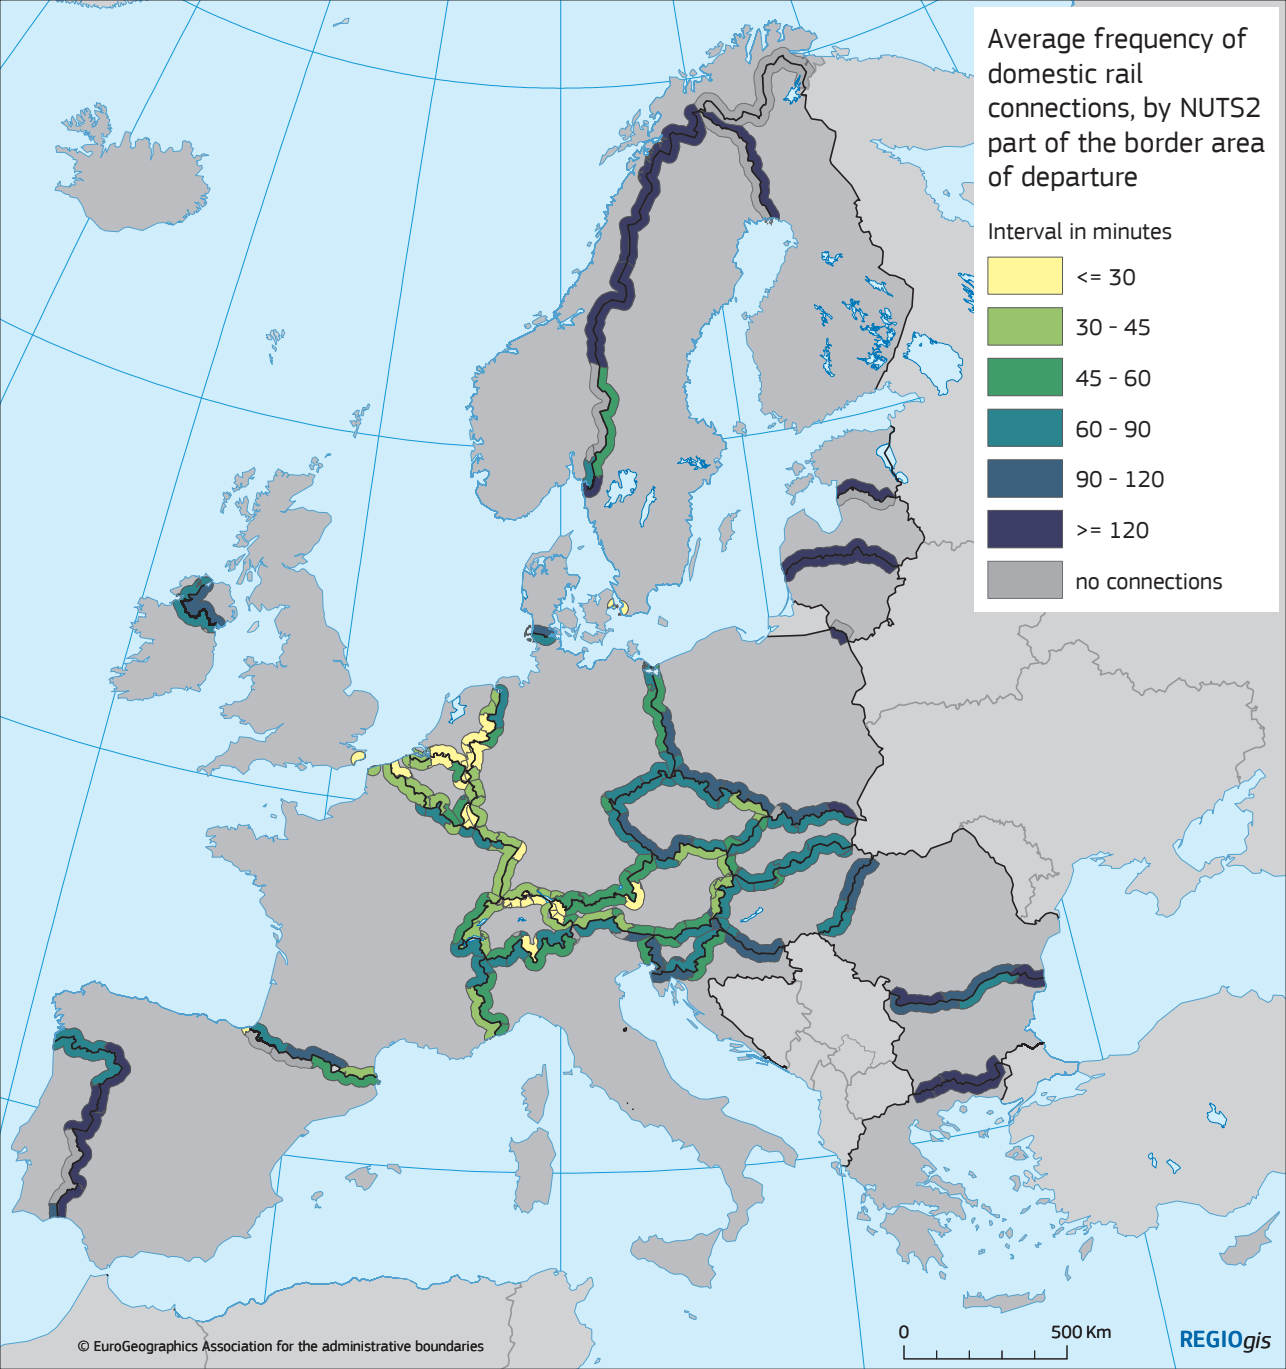 Average frequency of
domestic rail
connections, by NUTS2
part of the border area
of departure
Interval in minutes
<= 30
30 - 45
45 - 60
60 - 90
90 - 120
>= 120
no connections
0 500 Km
© EuroGeographics Association for the administrative boundaries
REGIOgis